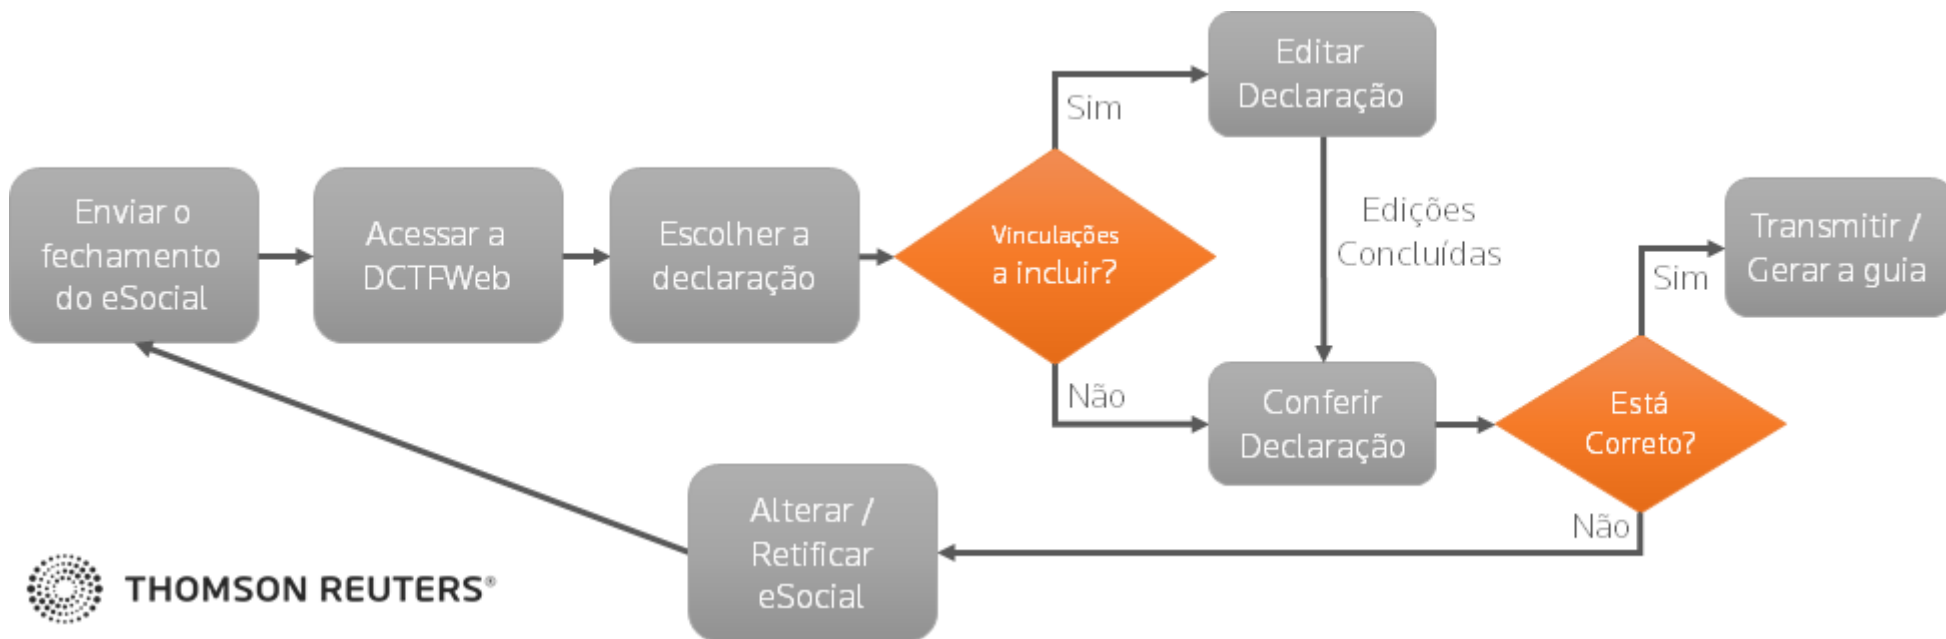 Enviar o
fechamento
do eSocial
Acessar a
DCTFWeb
Escolher a
declaração
Vinculações
a incluir?
Sim
Editar
Declaração
Edições
Concluídas
Não
Conferir
Declaração
Está
Correto?
Sim
Transmitir /
Gerar a guia
Não
Alterar /
Retificar
eSocial
THOMSON REUTERS®